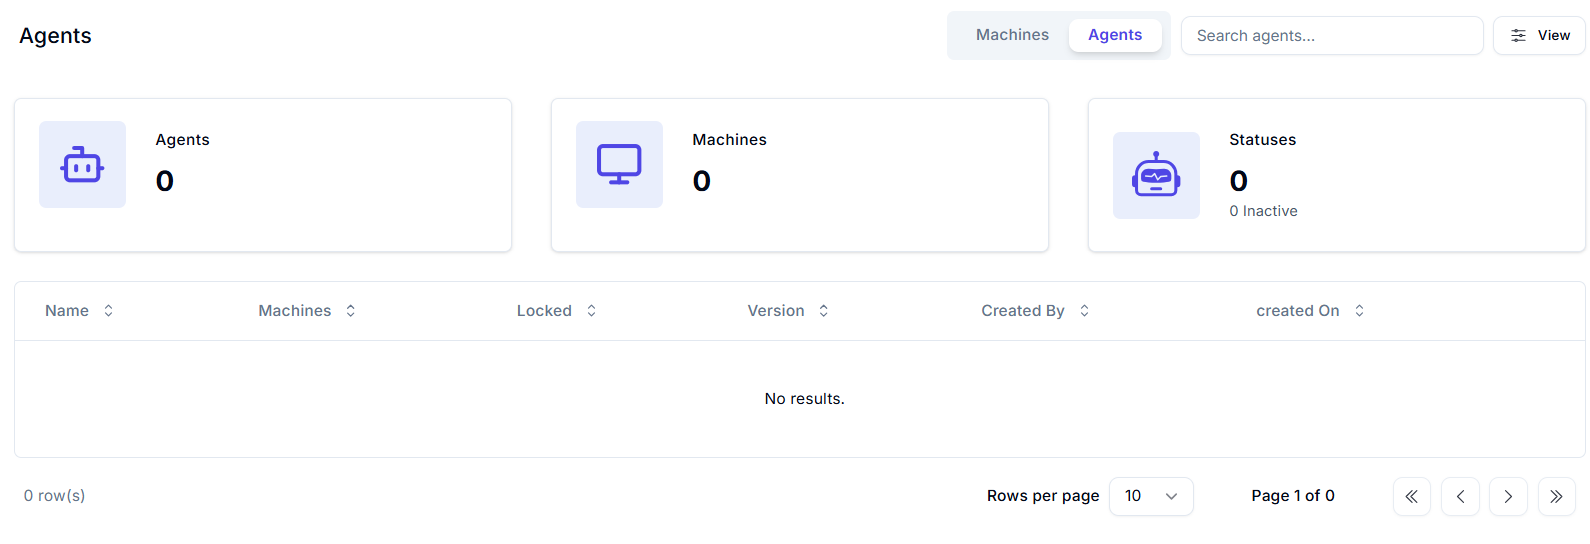 Agents
Machines
Agents
Search agents...
View
Agents
0
Machines
0
Statuses
0
0 Inactive
Name Machines Locked Version Created By created On
No results.
0 row(s)
Rows per page 10 Page 1 of 0